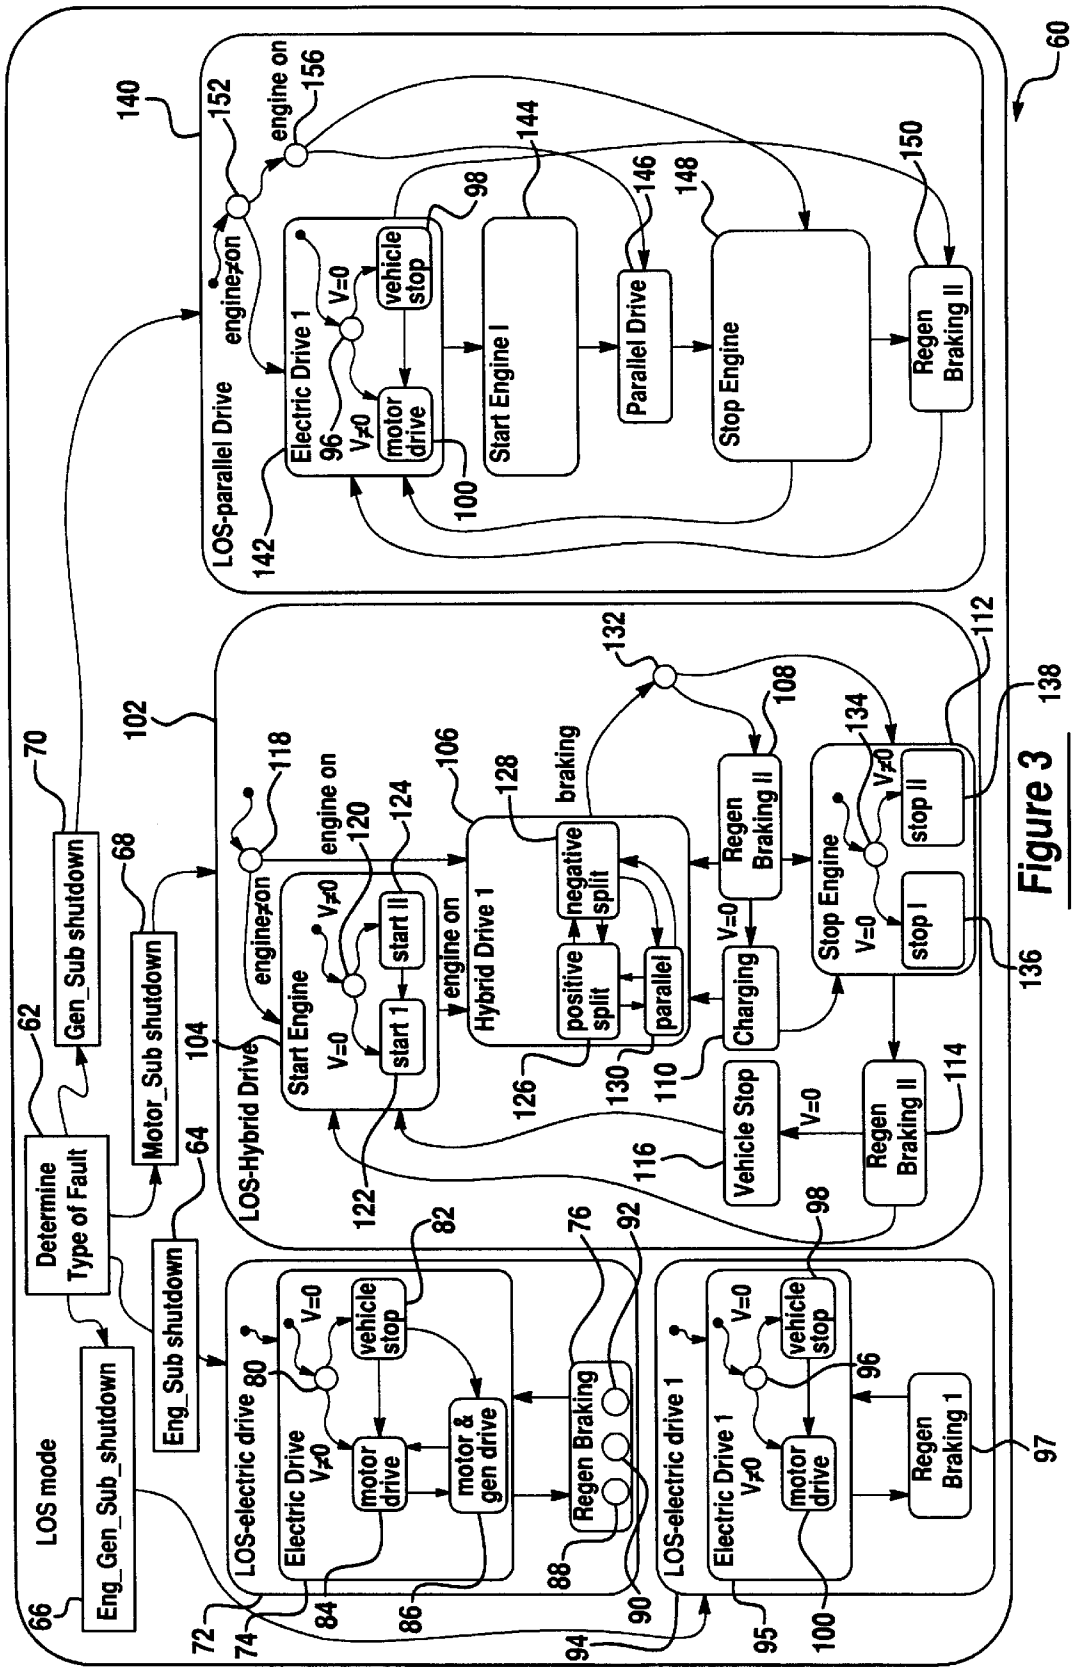 LOS mode
60
62
Determine
Type of Fault
66
Eng_Gen_Sub_shutdown
Eng_Sub shutdown
64
Motor_Sub shutdown
68
Gen_Sub shutdown
70
72
LOS-electric drive
74
Electric Drive
V≠0
V=0
80
vehicle
stop
82
motor
drive
84
motor &
gen drive
86
Regen Braking
76
88
90
92
94
LOS-electric drive 1
95
Electric Drive 1
V≠0
V=0
96
vehicle
stop
98
motor
drive
100
Regen
Braking 1
97
102
LOS-Hybrid Drive
118
engine≠on
engine on
104
Start Engine
V=0
V≠0
120
start 1
122
start II
124
engine on
106
Hybrid Drive 1
positive
split
126
negative
split
128
parallel
130
braking
132
Regen
Braking II
108
V=0
Charging
110
Stop Engine
112
V=0
V≠0
134
stop I
136
stop II
138
Regen
Braking II
114
V=0
Vehicle Stop
116
140
LOS-parallel Drive
152
engine≠on
engine on
156
142
Electric Drive 1
96
V≠0
V=0
vehicle
stop
98
motor
drive
100
Start Engine I
144
Parallel Drive
146
Stop Engine
148
Regen
Braking II
150
Figure 3